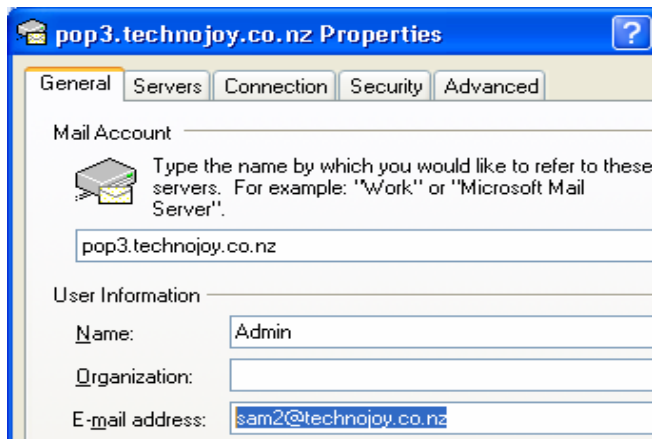 pop3.technojoy.co.nz Properties ?
General Servers Connection Security Advanced
Mail Account
Type the name by which you would like to refer to these
servers. For example: "Work" or "Microsoft Mail
Server".
pop3.technojoy.co.nz
User Information
Name: Admin
Organization:
E-mail address: sam2@technojoy.co.nz